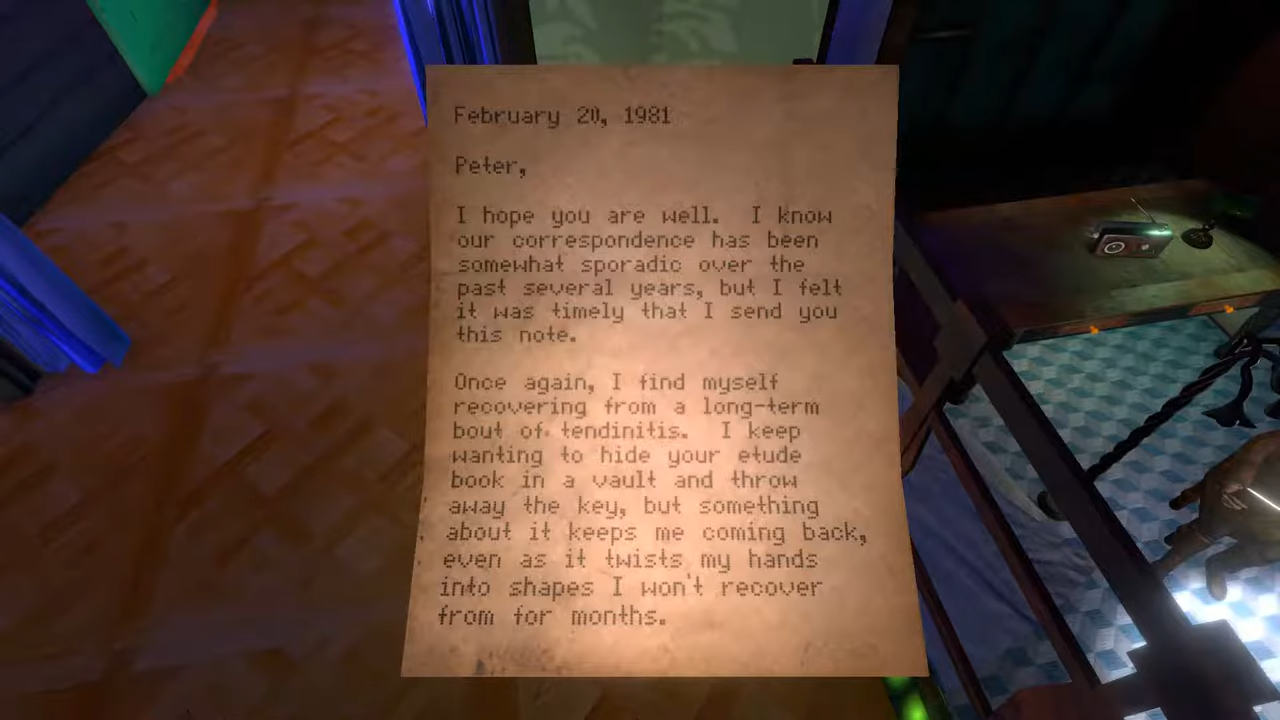 February 20, 1981
Peter,
I hope you are well. I know
our correspondence has been
somewhat sporadic over the
past several years, but I felt
it was timely that I send you
this note.
Once again, I find myself
recovering from a long-term
bout of tendinitis. I keep
wanting to hide your etude
book in a vault and throw
away the key, but something
about it keeps me coming back,
even as it twists my hands
into shapes I won't recover
from for months.